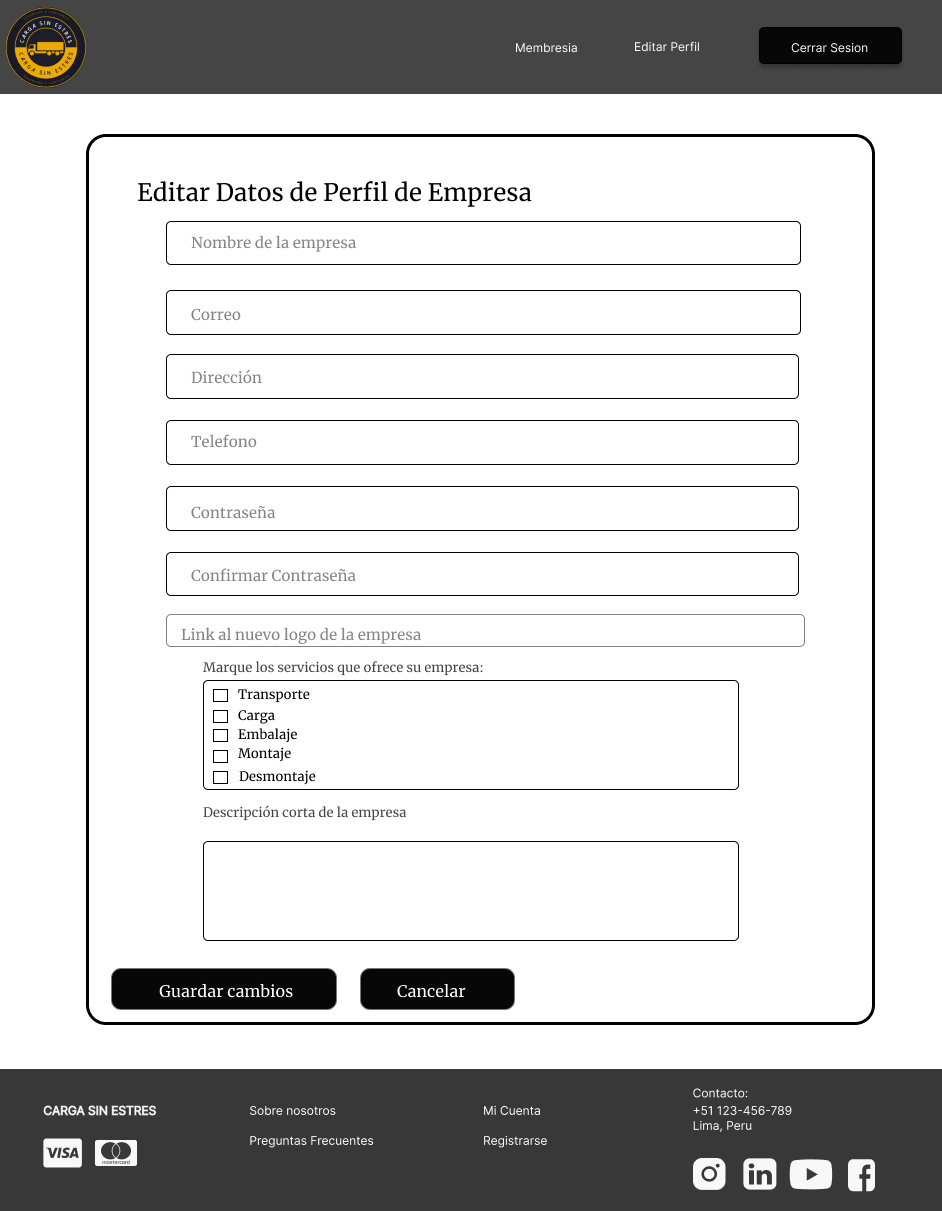 CARGA SIN ESTRES
CARGA SIN ESTRES
Membresia
Editar Perfil
Cerrar Sesion
Editar Datos de Perfil de Empresa
Nombre de la empresa
Correo
Dirección
Telefono
Contraseña
Confirmar Contraseña
Link al nuevo logo de la empresa
Marque los servicios que ofrece su empresa:
Transporte
Carga
Embalaje
Montaje
Desmontaje
Descripción corta de la empresa
Guardar cambios
Cancelar
CARGA SIN ESTRES
VISA
mastercard
Sobre nosotros
Preguntas Frecuentes
Mi Cuenta
Registrarse
Contacto:
+51 123-456-789
Lima, Peru